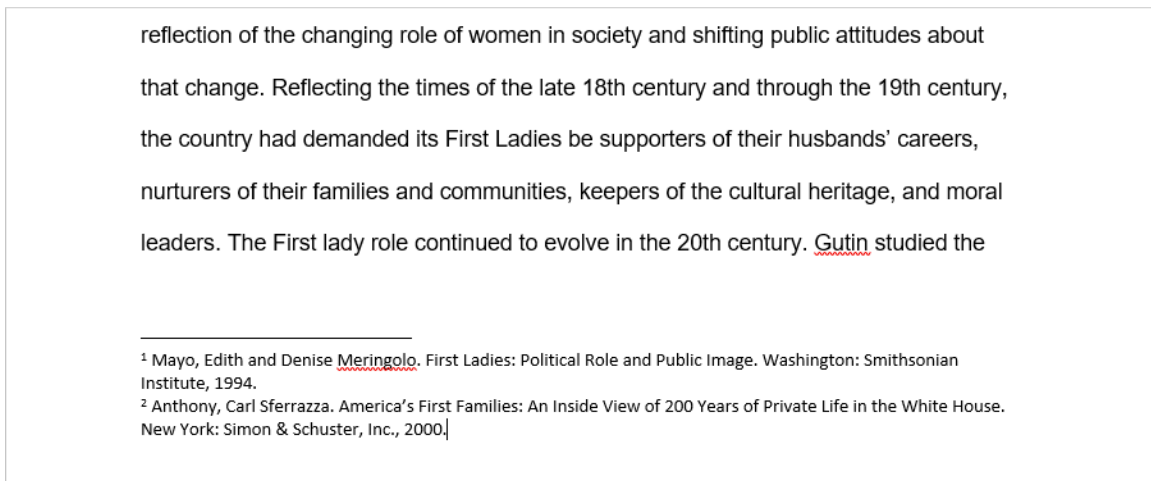 reflection of the changing role of women in society and shifting public attitudes about
that change. Reflecting the times of the late 18th century and through the 19th century,
the country had demanded its First Ladies be supporters of their husbands’ careers,
nurturers of their families and communities, keepers of the cultural heritage, and moral
leaders. The First lady role continued to evolve in the 20th century. Gutin studied the
¹ Mayo, Edith and Denise Meringolo. First Ladies: Political Role and Public Image. Washington: Smithsonian
Institute, 1994.
² Anthony, Carl Sferrazza. America’s First Families: An Inside View of 200 Years of Private Life in the White House.
New York: Simon & Schuster, Inc., 2000.